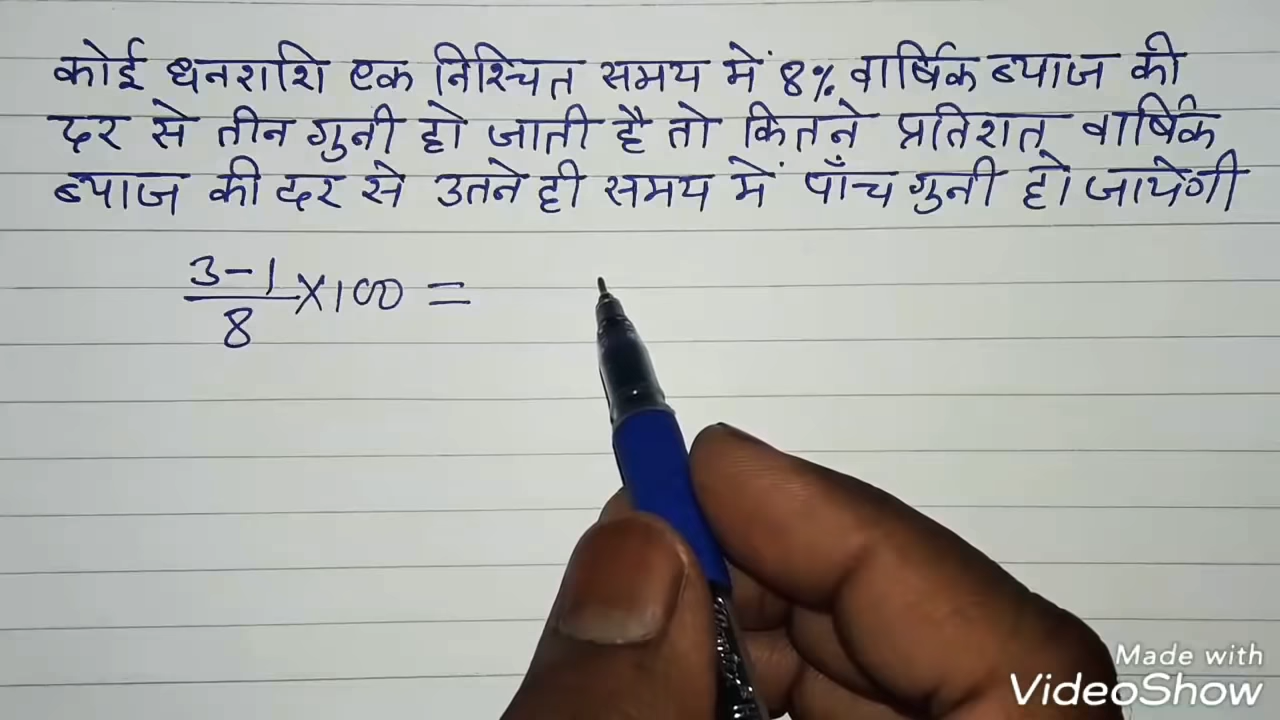 कोई धनराशि एक निश्चित समय में 8% वार्षिक ब्याज की
दर से तीन गुनी हो जाती है तो कितने प्रतिशत वार्षिक
ब्याज की दर से उतने ही समय में पाँच गुनी हो जायेगी
3-1/8 ×100 =
Made with
VideoShow